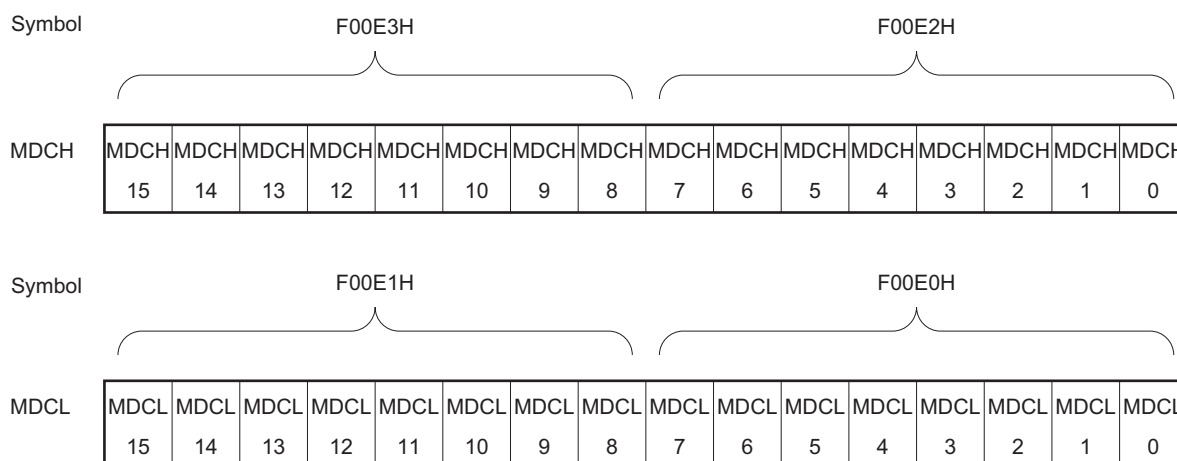 Symbol F00E3H F00E2H
MDCH MDCH MDCH MDCH MDCH MDCH MDCH MDCH MDCH MDCH MDCH MDCH MDCH MDCH MDCH MDCH MDCH
15 14 13 12 11 10 9 8 7 6 5 4 3 2 1 0
Symbol F00E1H F00E0H
MDCL MDCL MDCL MDCL MDCL MDCL MDCL MDCL MDCL MDCL MDCL MDCL MDCL MDCL MDCL MDCL MDCL
15 14 13 12 11 10 9 8 7 6 5 4 3 2 1 0